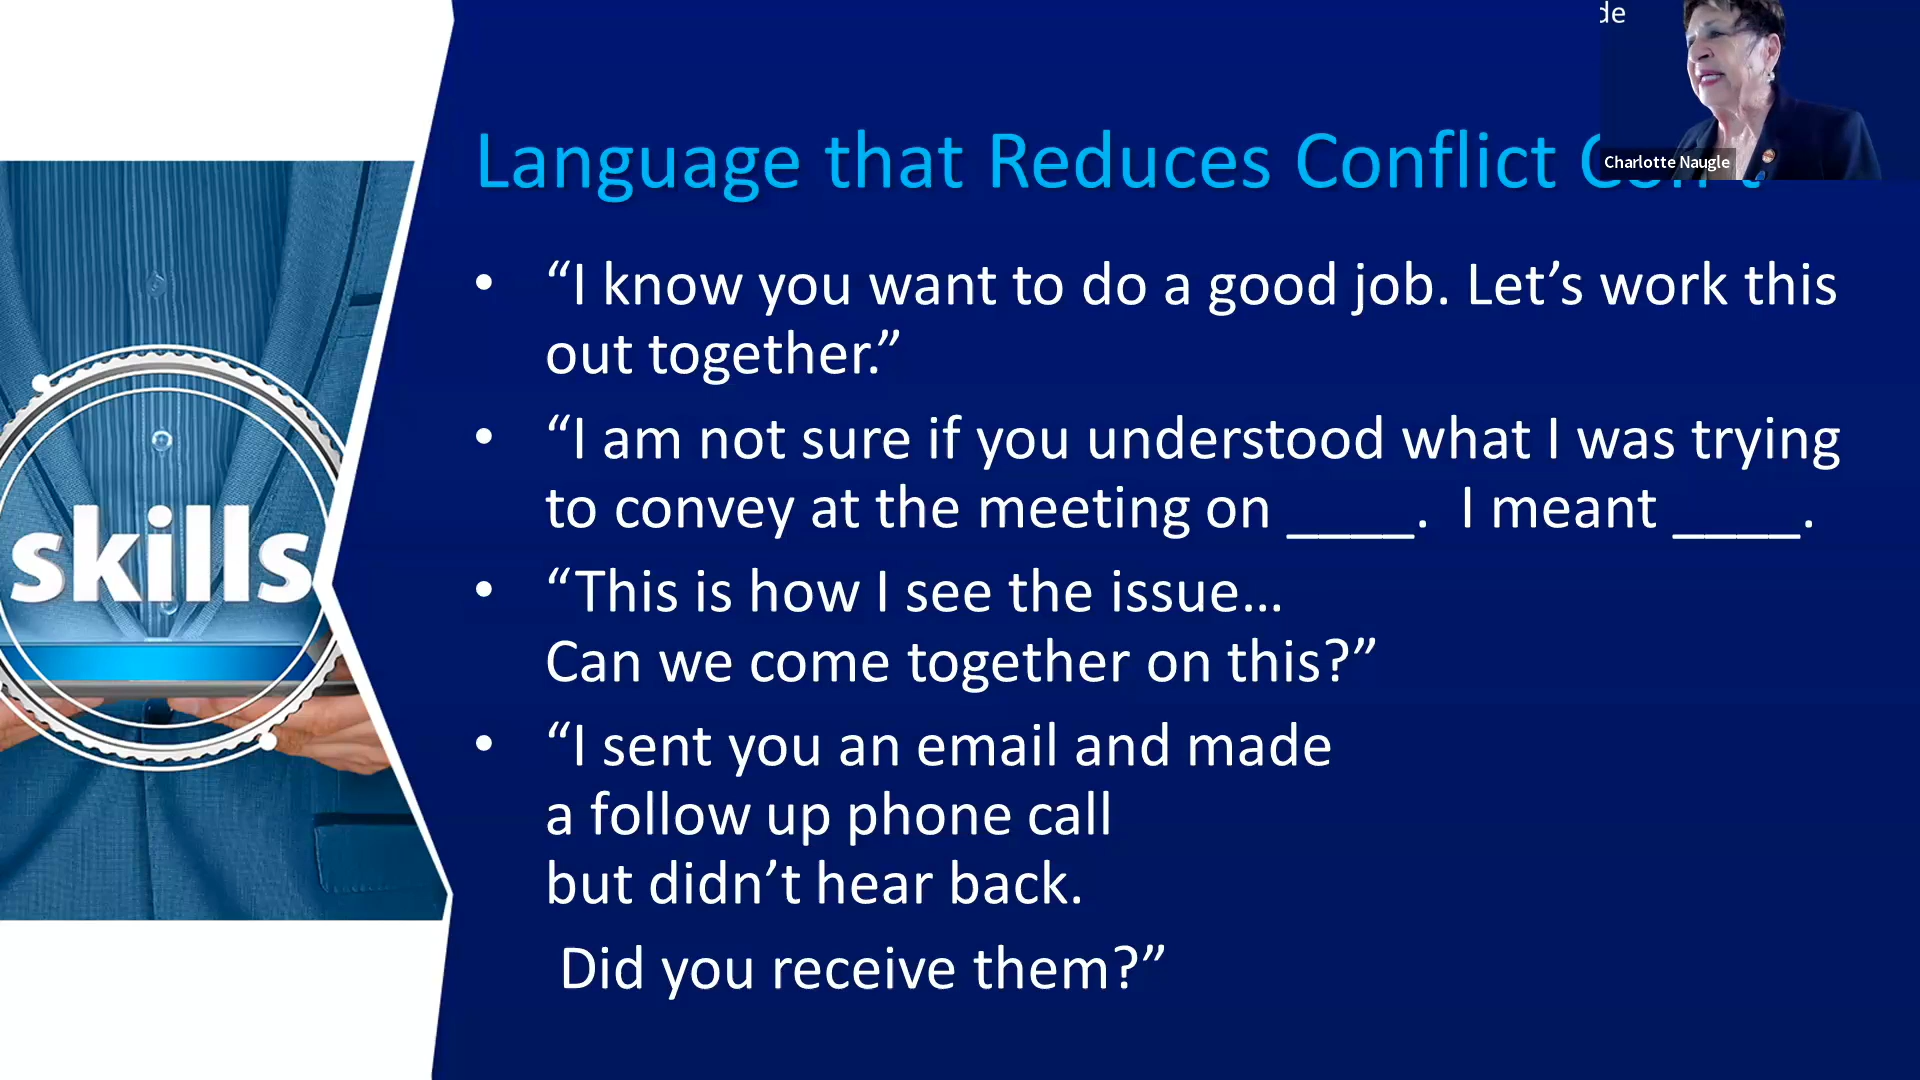 de
Charlotte Naugle
Language that Reduces Conflict
• “I know you want to do a good job. Let’s work this
out together.”
• “I am not sure if you understood what I was trying
to convey at the meeting on ____.  I meant ____.
• “This is how I see the issue…
Can we come together on this?”
• “I sent you an email and made
a follow up phone call
but didn’t hear back.
Did you receive them?”
skills